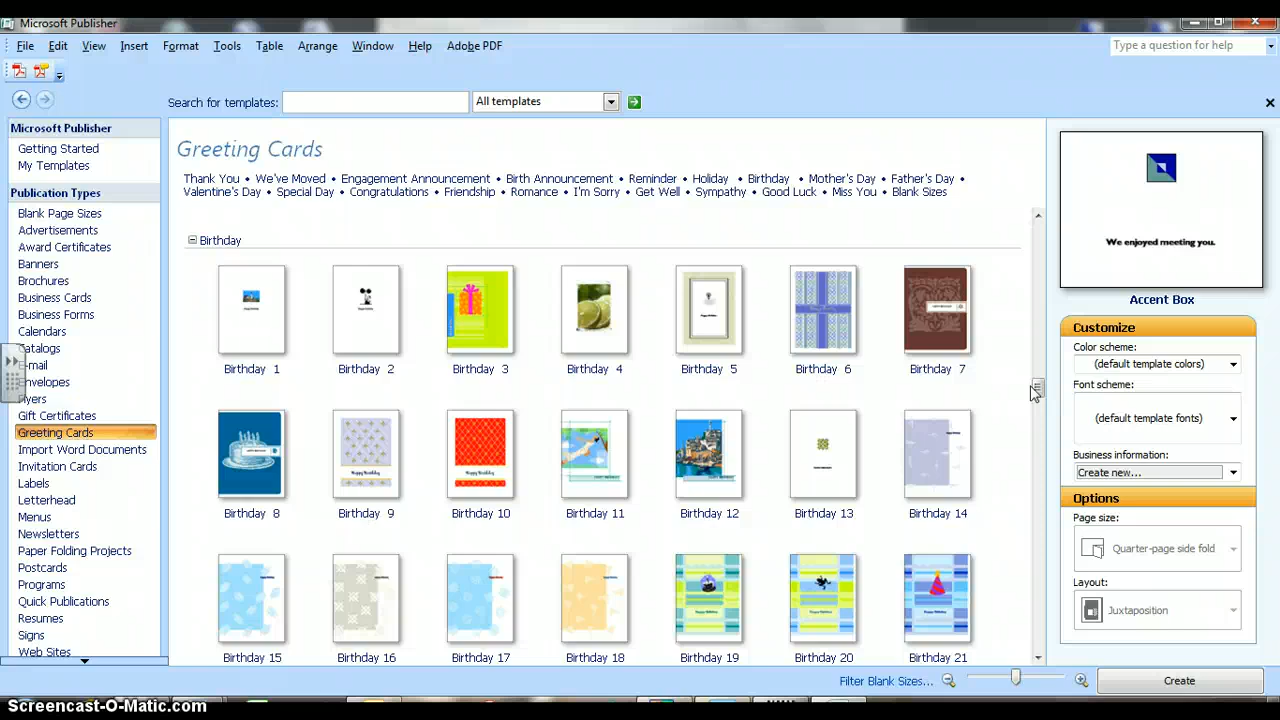 Microsoft Publisher
File Edit View Insert Format Tools Table Arrange Window Help Adobe PDF
Type a question for help
Search for templates: All templates
Microsoft Publisher
Getting Started
My Templates
Publication Types
Blank Page Sizes
Advertisements
Award Certificates
Banners
Brochures
Business Cards
Business Forms
Calendars
Catalogs
E-mail
Envelopes
Flyers
Gift Certificates
Greeting Cards
Import Word Documents
Invitation Cards
Labels
Letterhead
Menus
Newsletters
Paper Folding Projects
Postcards
Programs
Quick Publications
Resumes
Signs
Web Sites
Greeting Cards
Thank You • We've Moved • Engagement Announcement • Birth Announcement • Reminder • Holiday • Birthday • Mother's Day • Father's Day •
Valentine's Day • Special Day • Congratulations • Friendship • Romance • I'm Sorry • Get Well • Sympathy • Good Luck • Miss You • Blank Sizes
Birthday
Birthday 1 Birthday 2 Birthday 3 Birthday 4 Birthday 5 Birthday 6 Birthday 7
Happy Birthday Happy Birthday
Birthday 8 Birthday 9 Birthday 10 Birthday 11 Birthday 12 Birthday 13 Birthday 14
Birthday 15 Birthday 16 Birthday 17 Birthday 18 Birthday 19 Birthday 20 Birthday 21
We enjoyed meeting you.
Accent Box
Customize
Color scheme:
(default template colors)
Font scheme:
(default template fonts)
Business information:
Create new...
Options
Page size:
Quarter-page side fold
Layout:
Juxtaposition
Filter Blank Sizes...
Create
Screencast-O-Matic.com